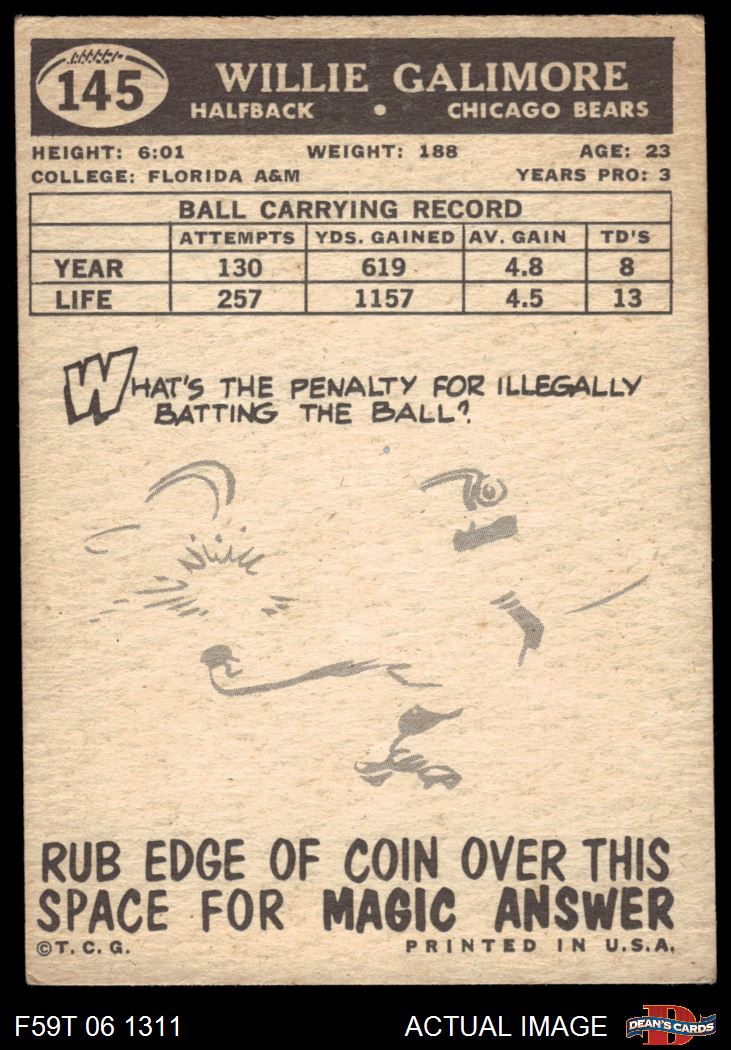 145
WILLIE GALIMORE
HALFBACK • CHICAGO BEARS
HEIGHT: 6:01 WEIGHT: 188 AGE: 23
COLLEGE: FLORIDA A&M YEARS PRO: 3
BALL CARRYING RECORD
ATTEMPTS YDS. GAINED AV. GAIN TD'S
YEAR 130 619 4.8 8
LIFE 257 1157 4.5 13
WHAT'S THE PENALTY FOR ILLEGALLY
BATTING THE BALL?
RUB EDGE OF COIN OVER THIS
SPACE FOR MAGIC ANSWER
©T.C.G. PRINTED IN U.S.A.
F59T 06 1311 ACTUAL IMAGE DEAN'S CARDS